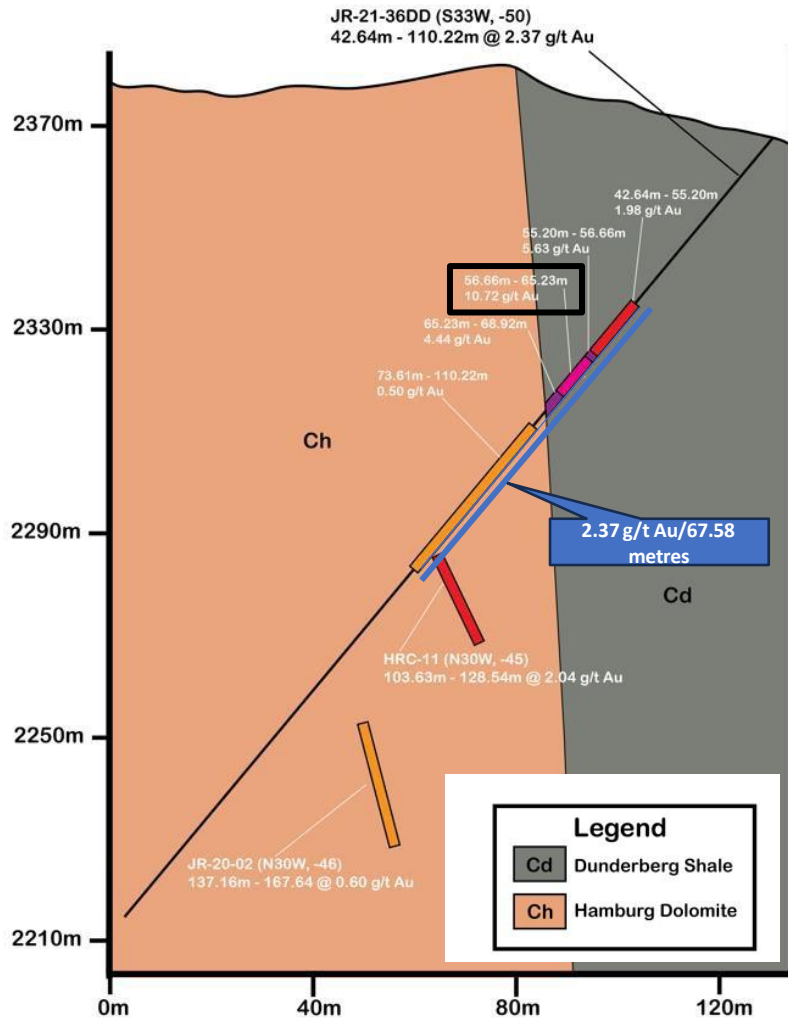 JR-21-36DD (S33W, -50)
42.64m - 110.22m @ 2.37 g/t Au
2370m
42.64m - 55.20m
1.98 g/t Au
55.20m - 56.66m
5.63 g/t Au
56.66m - 65.23m
10.72 g/t Au
2330m
65.23m - 68.92m
4.44 g/t Au
73.61m - 110.22m
0.50 g/t Au
Ch
2290m
2.37 g/t Au/67.58
metres
Cd
HRC-11 (N30W, -45)
103.63m - 128.54m @ 2.04 g/t Au
2250m
JR-20-02 (N30W, -46)
137.16m - 167.64 @ 0.60 g/t Au
Legend
Cd Dunderberg Shale
Ch Hamburg Dolomite
2210m
0m 40m 80m 120m